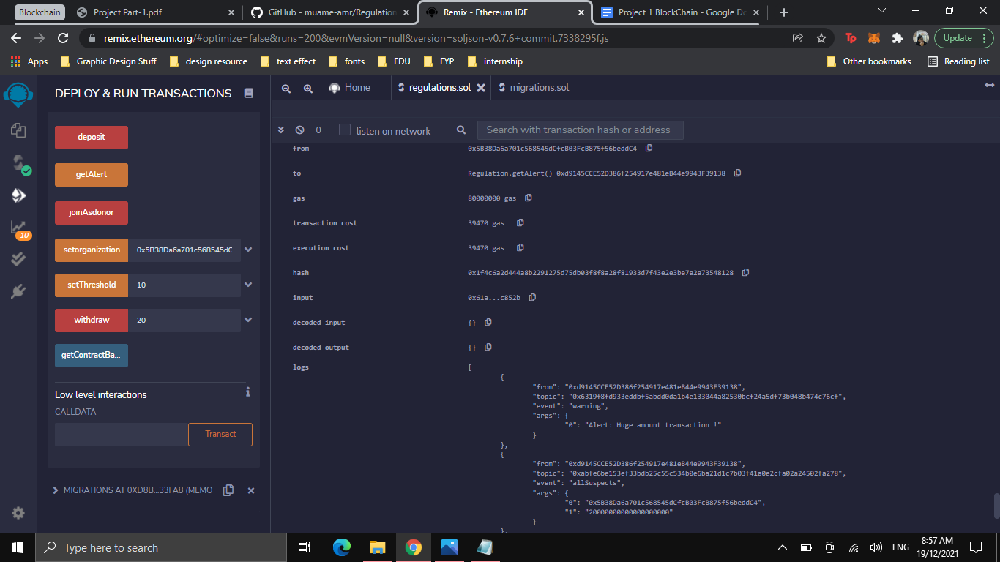 Blockchain
Project Part-1.pdf
GitHub - muame-amr/Regulation
Remix - Ethereum IDE
Project 1 BlockChain - Google Do
remix.ethereum.org/#optimize=false&runs=200&evmVersion=null&version=soljson-v0.7.6+commit.7338295f.js
Update
Apps
Graphic Design Stuff
design resource
text effect
fonts
EDU
FYP
internship
Other bookmarks
Reading list
DEPLOY & RUN TRANSACTIONS
Home
regulations.sol
migrations.sol
0
listen on network
Search with transaction hash or address
deposit
getAlert
joinAsdonor
setorganization 0x5B38Da6a701c568545dC
setThreshold 10
withdraw 20
getContractBa...
10
Low level interactions
CALLDATA
Transact
MIGRATIONS AT 0XD8B...33FA8 (MEMO
from 0x5B38Da6a701c568545dCfcB03FcB875f56beddC4
to Regulation.getAlert() 0xd9145CCE52D386f254917e481eB44e9943F39138
gas 80000000 gas
transaction cost 39470 gas
execution cost 39470 gas
hash 0x1f4c6a2d444a8b2291275d75db03f8f8a28f81933d7f43e2e3be7e2e73548128
input 0x61a...c852b
decoded input {}
decoded output {}
logs [
{
"from": "0xd9145CCE52D386f254917e481eB44e9943F39138",
"topic": "0x6319f8fd933eddbf5abdd0da1b4e133044a82530bcf24a5df73b048b474c76cf",
"event": "warning",
"args": {
"0": "Alert: Huge amount transaction !"
}
},
{
"from": "0xd9145CCE52D386f254917e481eB44e9943F39138",
"topic": "0xabfe6be153ef33bdb25c55c534b0e6ba21d1c7b03f41a0e2cfa02a24502fa278",
"event": "allSuspects",
"args": {
"0": "0x5B38Da6a701c568545dCfcB03FcB875f56beddC4",
"1": "20000000000000000000"
}
},
Type here to search
ENG
8:57 AM
19/12/2021